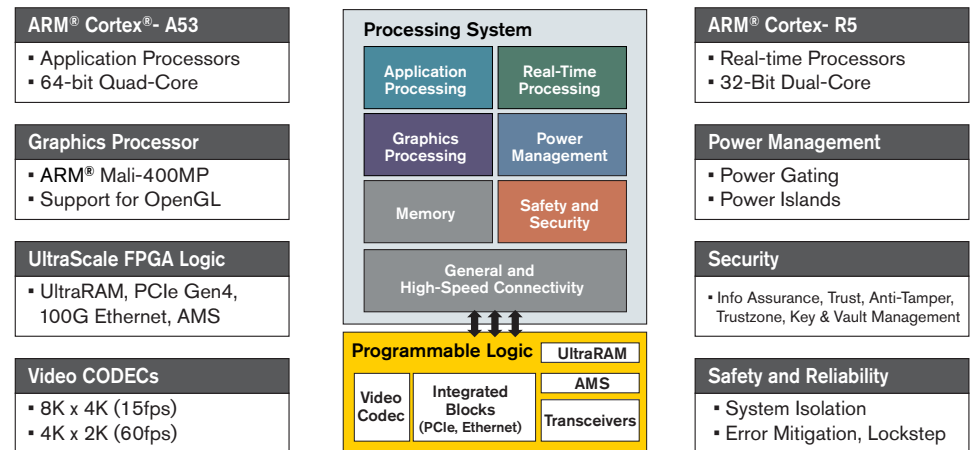 ARM® Cortex®- A53
▪ Application Processors
▪ 64-bit Quad-Core
Graphics Processor
▪ ARM® Mali-400MP
▪ Support for OpenGL
UltraScale FPGA Logic
▪ UltraRAM, PCIe Gen4,
100G Ethernet, AMS
Video CODECs
▪ 8K x 4K (15fps)
▪ 4K x 2K (60fps)
Processing System
Application
Processing
Real-Time
Processing
Graphics
Processing
Power
Management
Memory
Safety and
Security
General and
High-Speed Connectivity
Programmable Logic
UltraRAM
Video
Codec
Integrated
Blocks
(PCIe, Ethernet)
AMS
Transceivers
ARM® Cortex- R5
▪ Real-time Processors
▪ 32-Bit Dual-Core
Power Management
▪ Power Gating
▪ Power Islands
Security
▪ Info Assurance, Trust, Anti-Tamper,
Trustzone, Key & Vault Management
Safety and Reliability
▪ System Isolation
▪ Error Mitigation, Lockstep